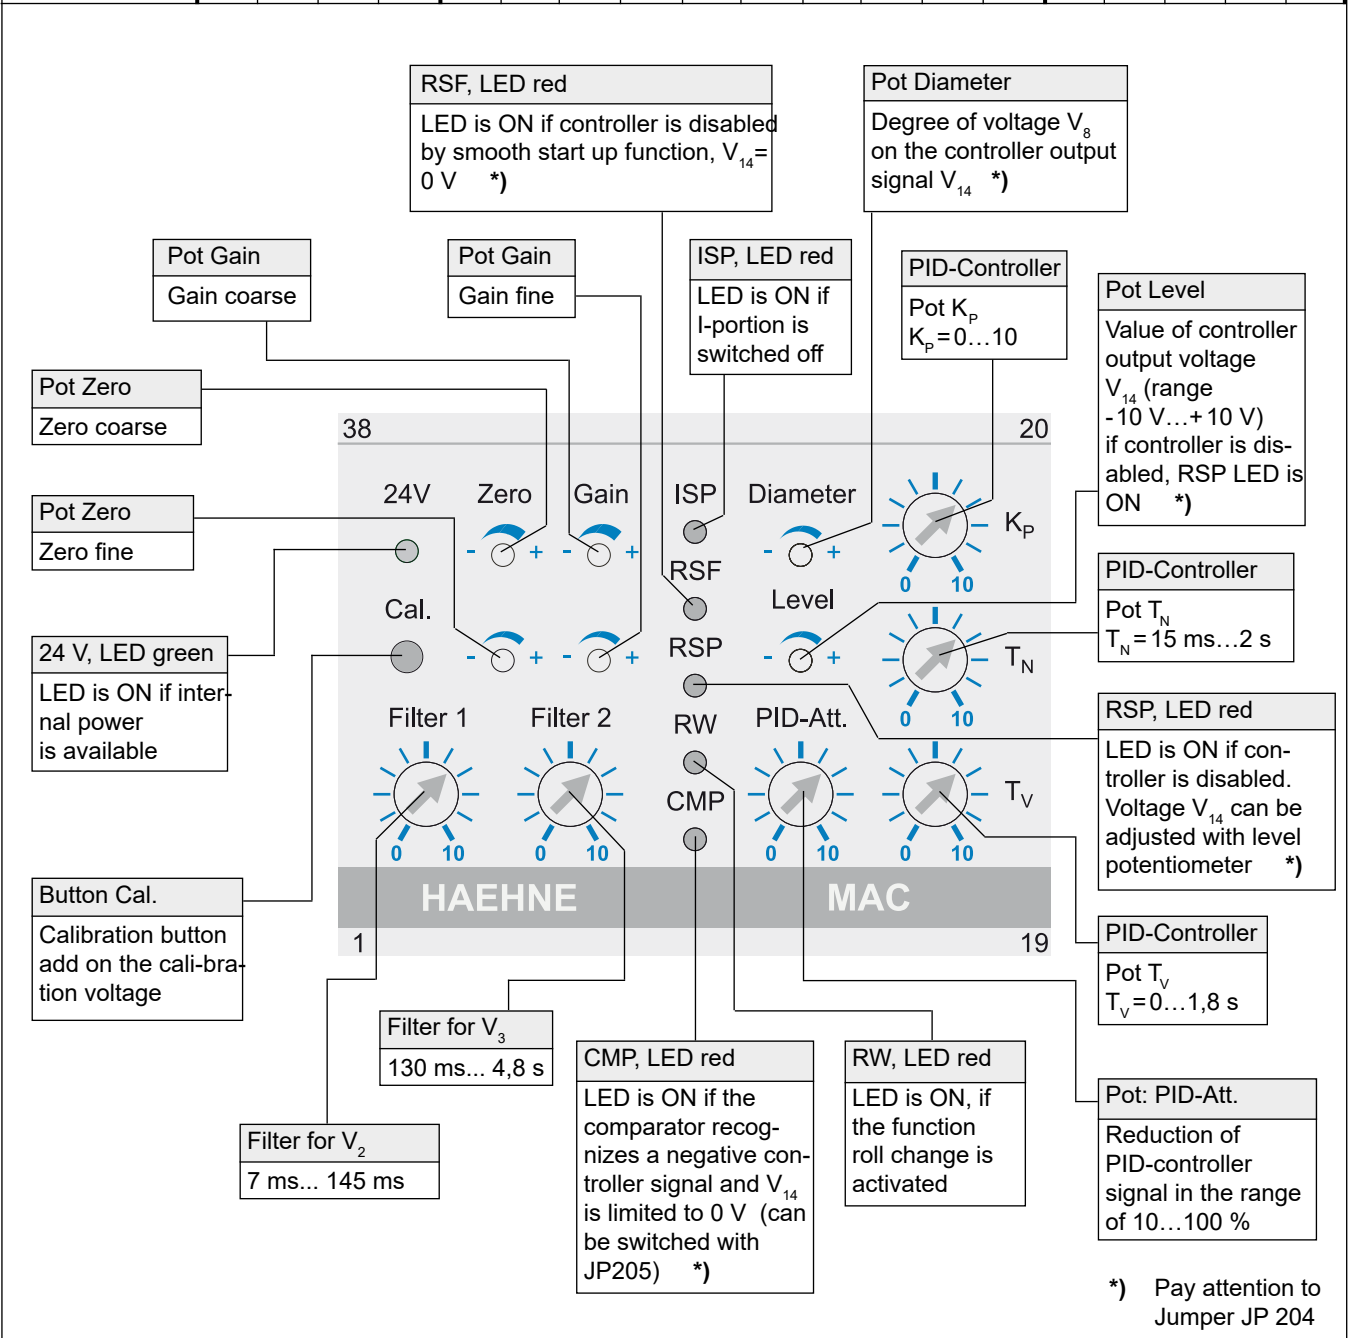 RSF, LED red
LED is ON if controller is disabled
by smooth start up function, V14=
0 V *)
Pot Diameter
Degree of voltage V8
on the controller output
signal V14 *)
Pot Gain
Gain coarse
Pot Gain
Gain fine
ISP, LED red
LED is ON if
I-portion is
switched off
PID-Controller
Pot KP
KP=0…10
Pot Level
Value of controller
output voltage
V14 (range
-10 V…+10 V)
if controller is dis-
abled, RSP LED is
ON *)
Pot Zero
Zero coarse
Pot Zero
Zero fine
24 V, LED green
LED is ON if inter-
nal power
is available
Button Cal.
Calibration button
add on the cali-bra-
tion voltage
38
20
24V
Zero
Gain
ISP
Diameter
- +
- +
- +
KP
0 10
RSF
Cal.
Level
RSP
- +
- +
- +
TN
0 10
RW
Filter 1
Filter 2
PID-Att.
CMP
TV
0 10
0 10
0 10
0 10
HAEHNE
MAC
1
19
PID-Controller
Pot TN
TN=15 ms…2 s
RSP, LED red
LED is ON if con-
troller is disabled.
Voltage V14 can be
adjusted with level
potentiometer *)
PID-Controller
Pot TV
TV=0…1,8 s
Filter for V3
130 ms... 4,8 s
Filter for V2
7 ms... 145 ms
CMP, LED red
LED is ON if the
comparator recog-
nizes a negative con-
troller signal and V14
is limited to 0 V (can
be switched with
JP205) *)
RW, LED red
LED is ON, if
the function
roll change is
activated
Pot: PID-Att.
Reduction of
PID-controller
signal in the range
of 10…100 %
*) Pay attention to
Jumper JP 204